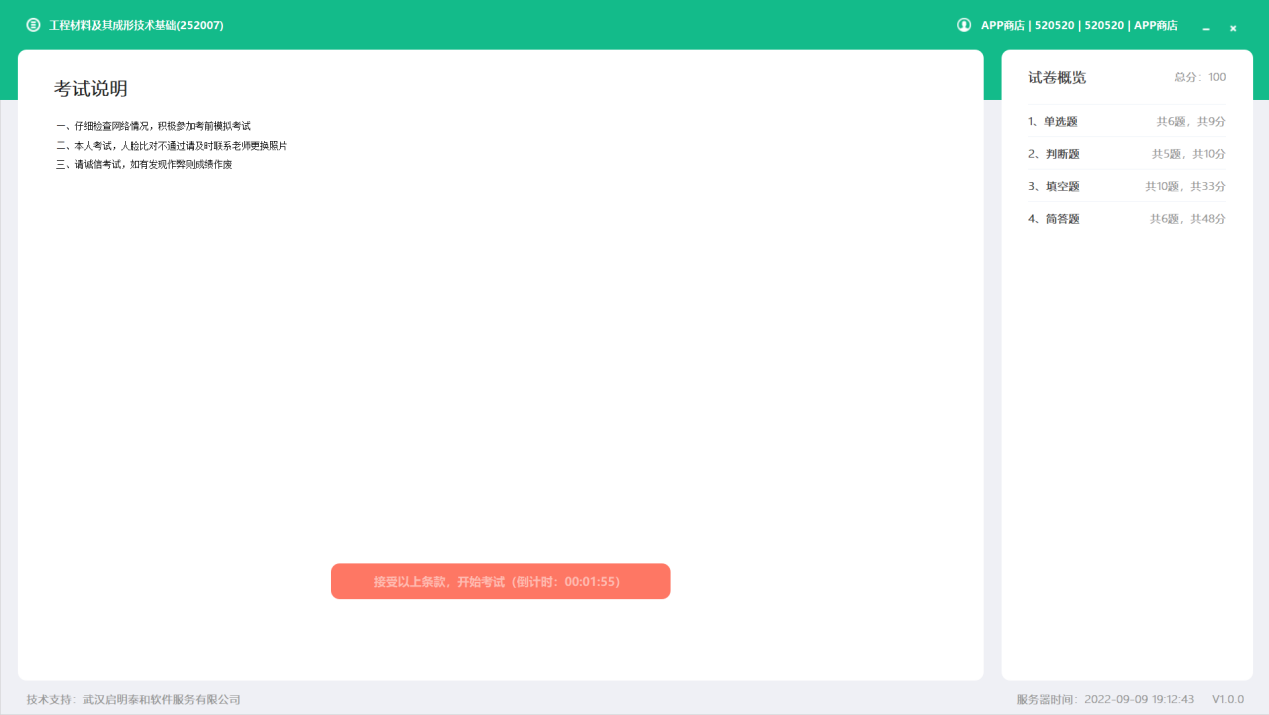 工程材料及其成形技术基础(252007)
APP商店 | 520520 | 520520 | APP商店
考试说明
一、仔细检查网络情况，积极参加考前模拟考试
二、本人考试，人脸比对不通过请及时联系老师更换照片
三、请诚信考试，如有发现作弊则成绩作废
接受以上条款，开始考试（倒计时：00:01:55）
试卷概览 总分：100
1、单选题 共6题，共9分
2、判断题 共5题，共10分
3、填空题 共10题，共33分
4、简答题 共6题，共48分
技术支持：武汉启明泰和软件服务有限公司
服务器时间：2022-09-09 19:12:43 V1.0.0